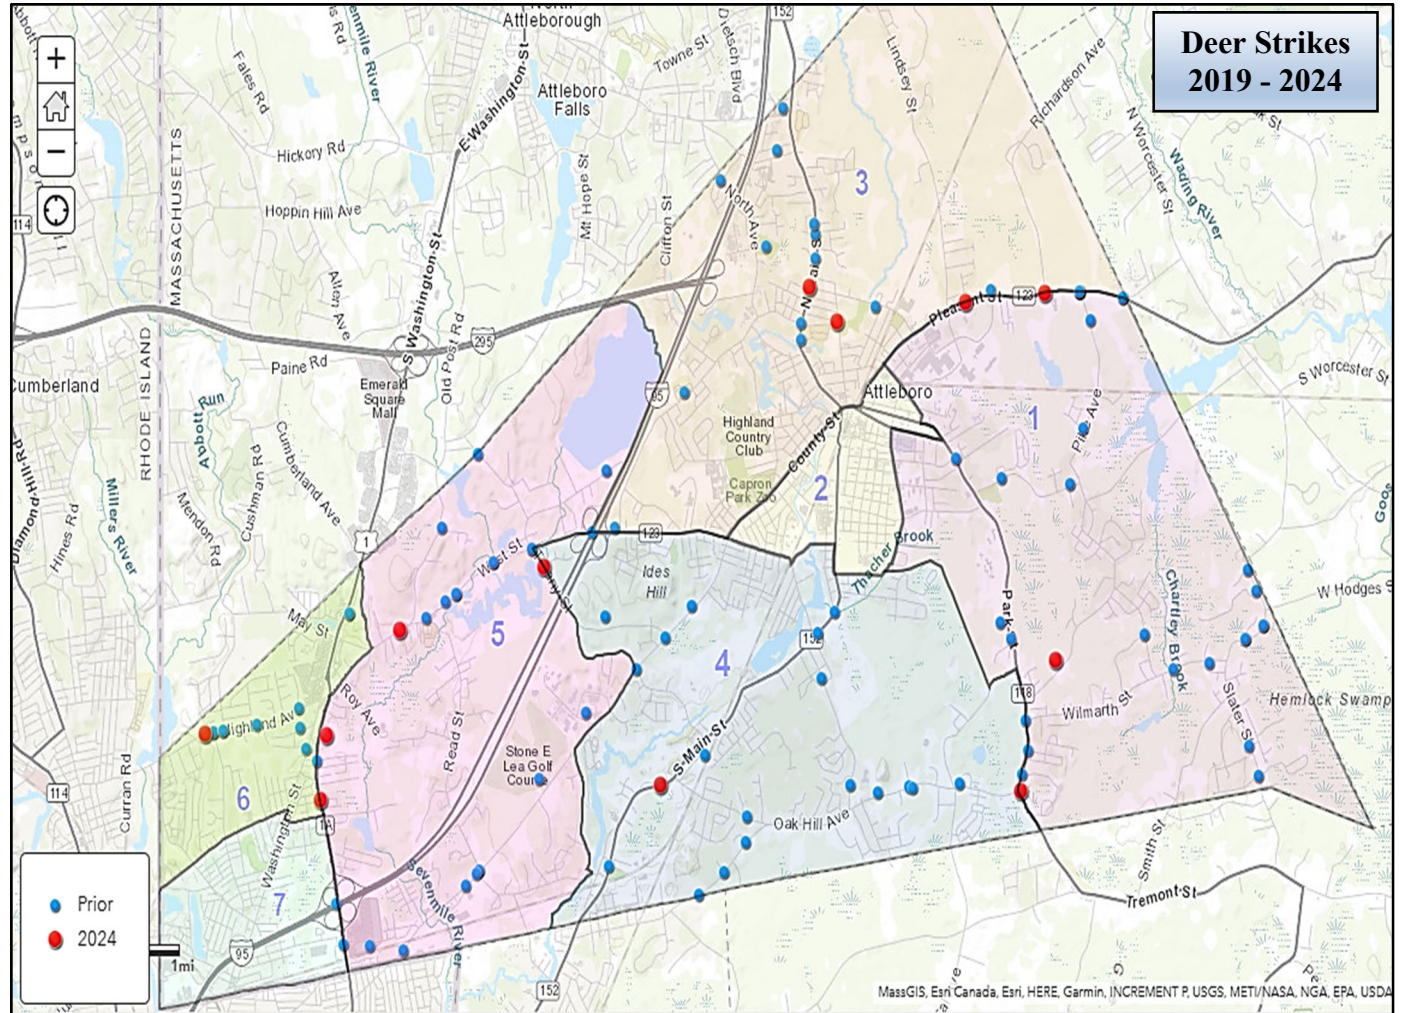 Deer Strikes
2019 - 2024
+
−
152
Attleborough
Attleboro
Falls
Towne St
Dietsch Blvd
Lindsey St
Richardson Ave
N Worcester St
Wading River
Fales Rd
Hickory Rd
E-Washington-St
Hoppin Hill Ave
Mt Hope St
Clifton St
North Ave
3
114
MASSACHUSETTS
RHODE ISLAND
Allen Ave
S Washington-St
Old Post Rd
295
Paine Rd
Emerald
Square
Mall
Cumberland
Abbott Run
Pleasant St
123
S Worcester St
95
Attleboro
Highland
Country
Club
County-St
Capron
Park Zoo
1
Pike Ave
2
Diamond-Hill-Rd
Millers River
Hines Rd
Mendon Rd
Cushman Rd
Cumberland Ave
1
123
West St
Ides
Hill
Thacher Brook
W Hodges S
May St
5
4
152
Park-St
Chartley Brook
Slater St
Hemlock Swamp
118
Wilmarth St
Highland Av
Roy Ave
Read St
Stone E
Lea Golf
Course
S-Main-St
6
114
Curran Rd
1A
Washington St
Oak Hill Ave
Smith St
Sevenmile River
Tremont-St
7
95
152
Prior
2024
1mi
MassGIS, Esri Canada, Esri, HERE, Garmin, INCREMENT P, USGS, METI/NASA, NGA, EPA, USDA